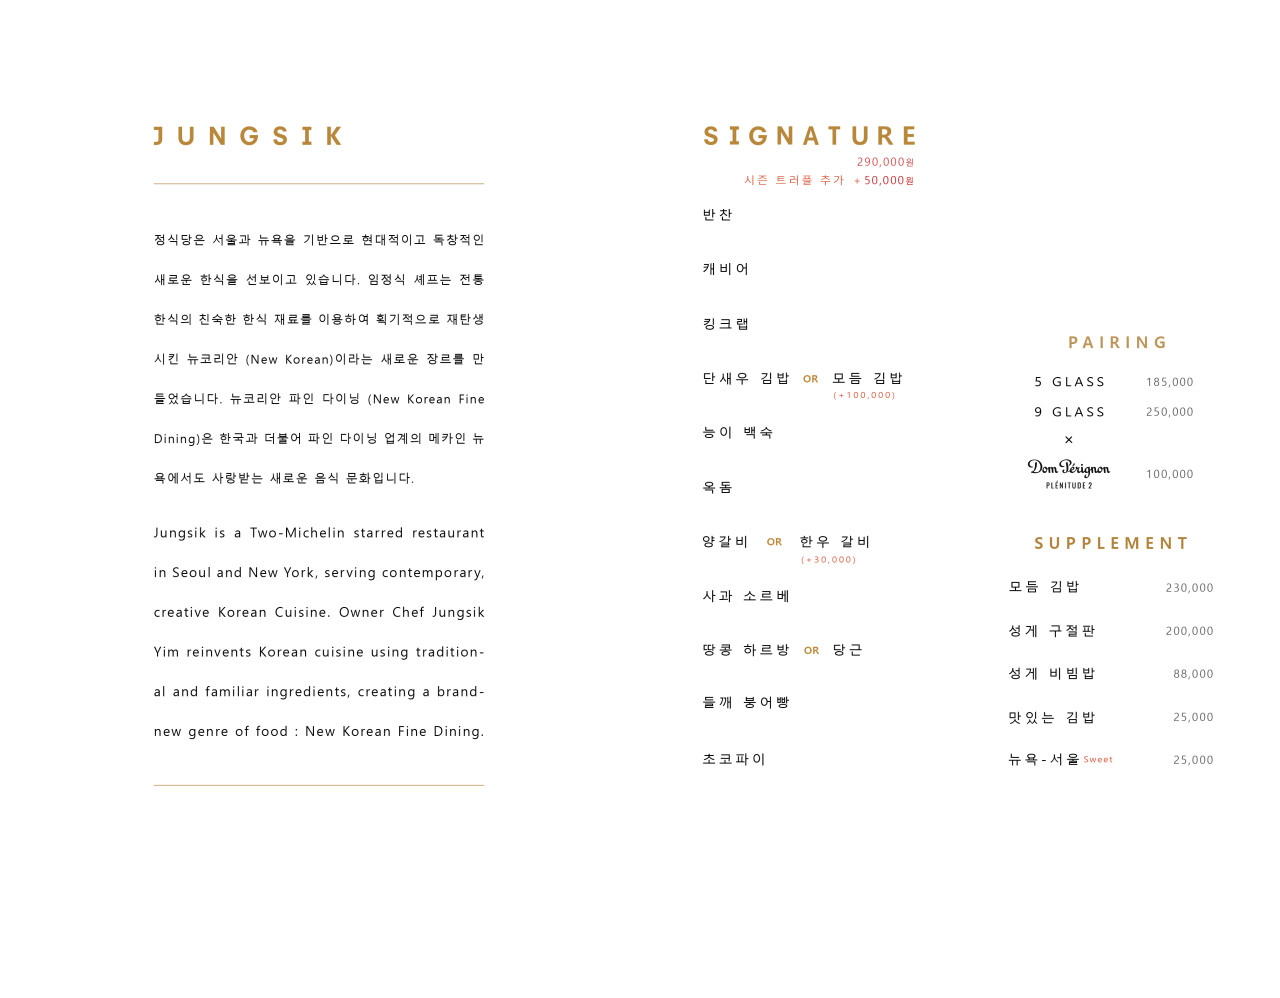 JUNGSIK
정식당은 서울과 뉴욕을 기반으로 현대적이고 독창적인
새로운 한식을 선보이고 있습니다. 임정식 셰프는 전통
한식의 친숙한 한식 재료를 이용하여 획기적으로 재탄생
시킨 뉴코리안 (New Korean)이라는 새로운 장르를 만
들었습니다. 뉴코리안 파인 다이닝 (New Korean Fine
Dining)은 한국과 더불어 파인 다이닝 업계의 메카인 뉴
욕에서도 사랑받는 새로운 음식 문화입니다.
Jungsik is a Two-Michelin starred restaurant
in Seoul and New York, serving contemporary,
creative Korean Cuisine. Owner Chef Jungsik
Yim reinvents Korean cuisine using tradition-
al and familiar ingredients, creating a brand-
new genre of food : New Korean Fine Dining.
SIGNATURE
290,000원
시즌 트러플 추가 + 50,000원
반찬
캐비어
킹크랩
단새우 김밥 OR 모듬 김밥
(+100,000)
능이 백숙
옥돔
양갈비 OR 한우 갈비
(+30,000)
사과 소르베
땅콩 하르방 OR 당근
들깨 붕어빵
초코파이
PAIRING
5 GLASS 185,000
9 GLASS 250,000
×
Dom Pérignon 100,000
PLÉNITUDE 2
SUPPLEMENT
모듬 김밥 230,000
성게 구절판 200,000
성게 비빔밥 88,000
맛있는 김밥 25,000
뉴욕-서울 Sweet 25,000